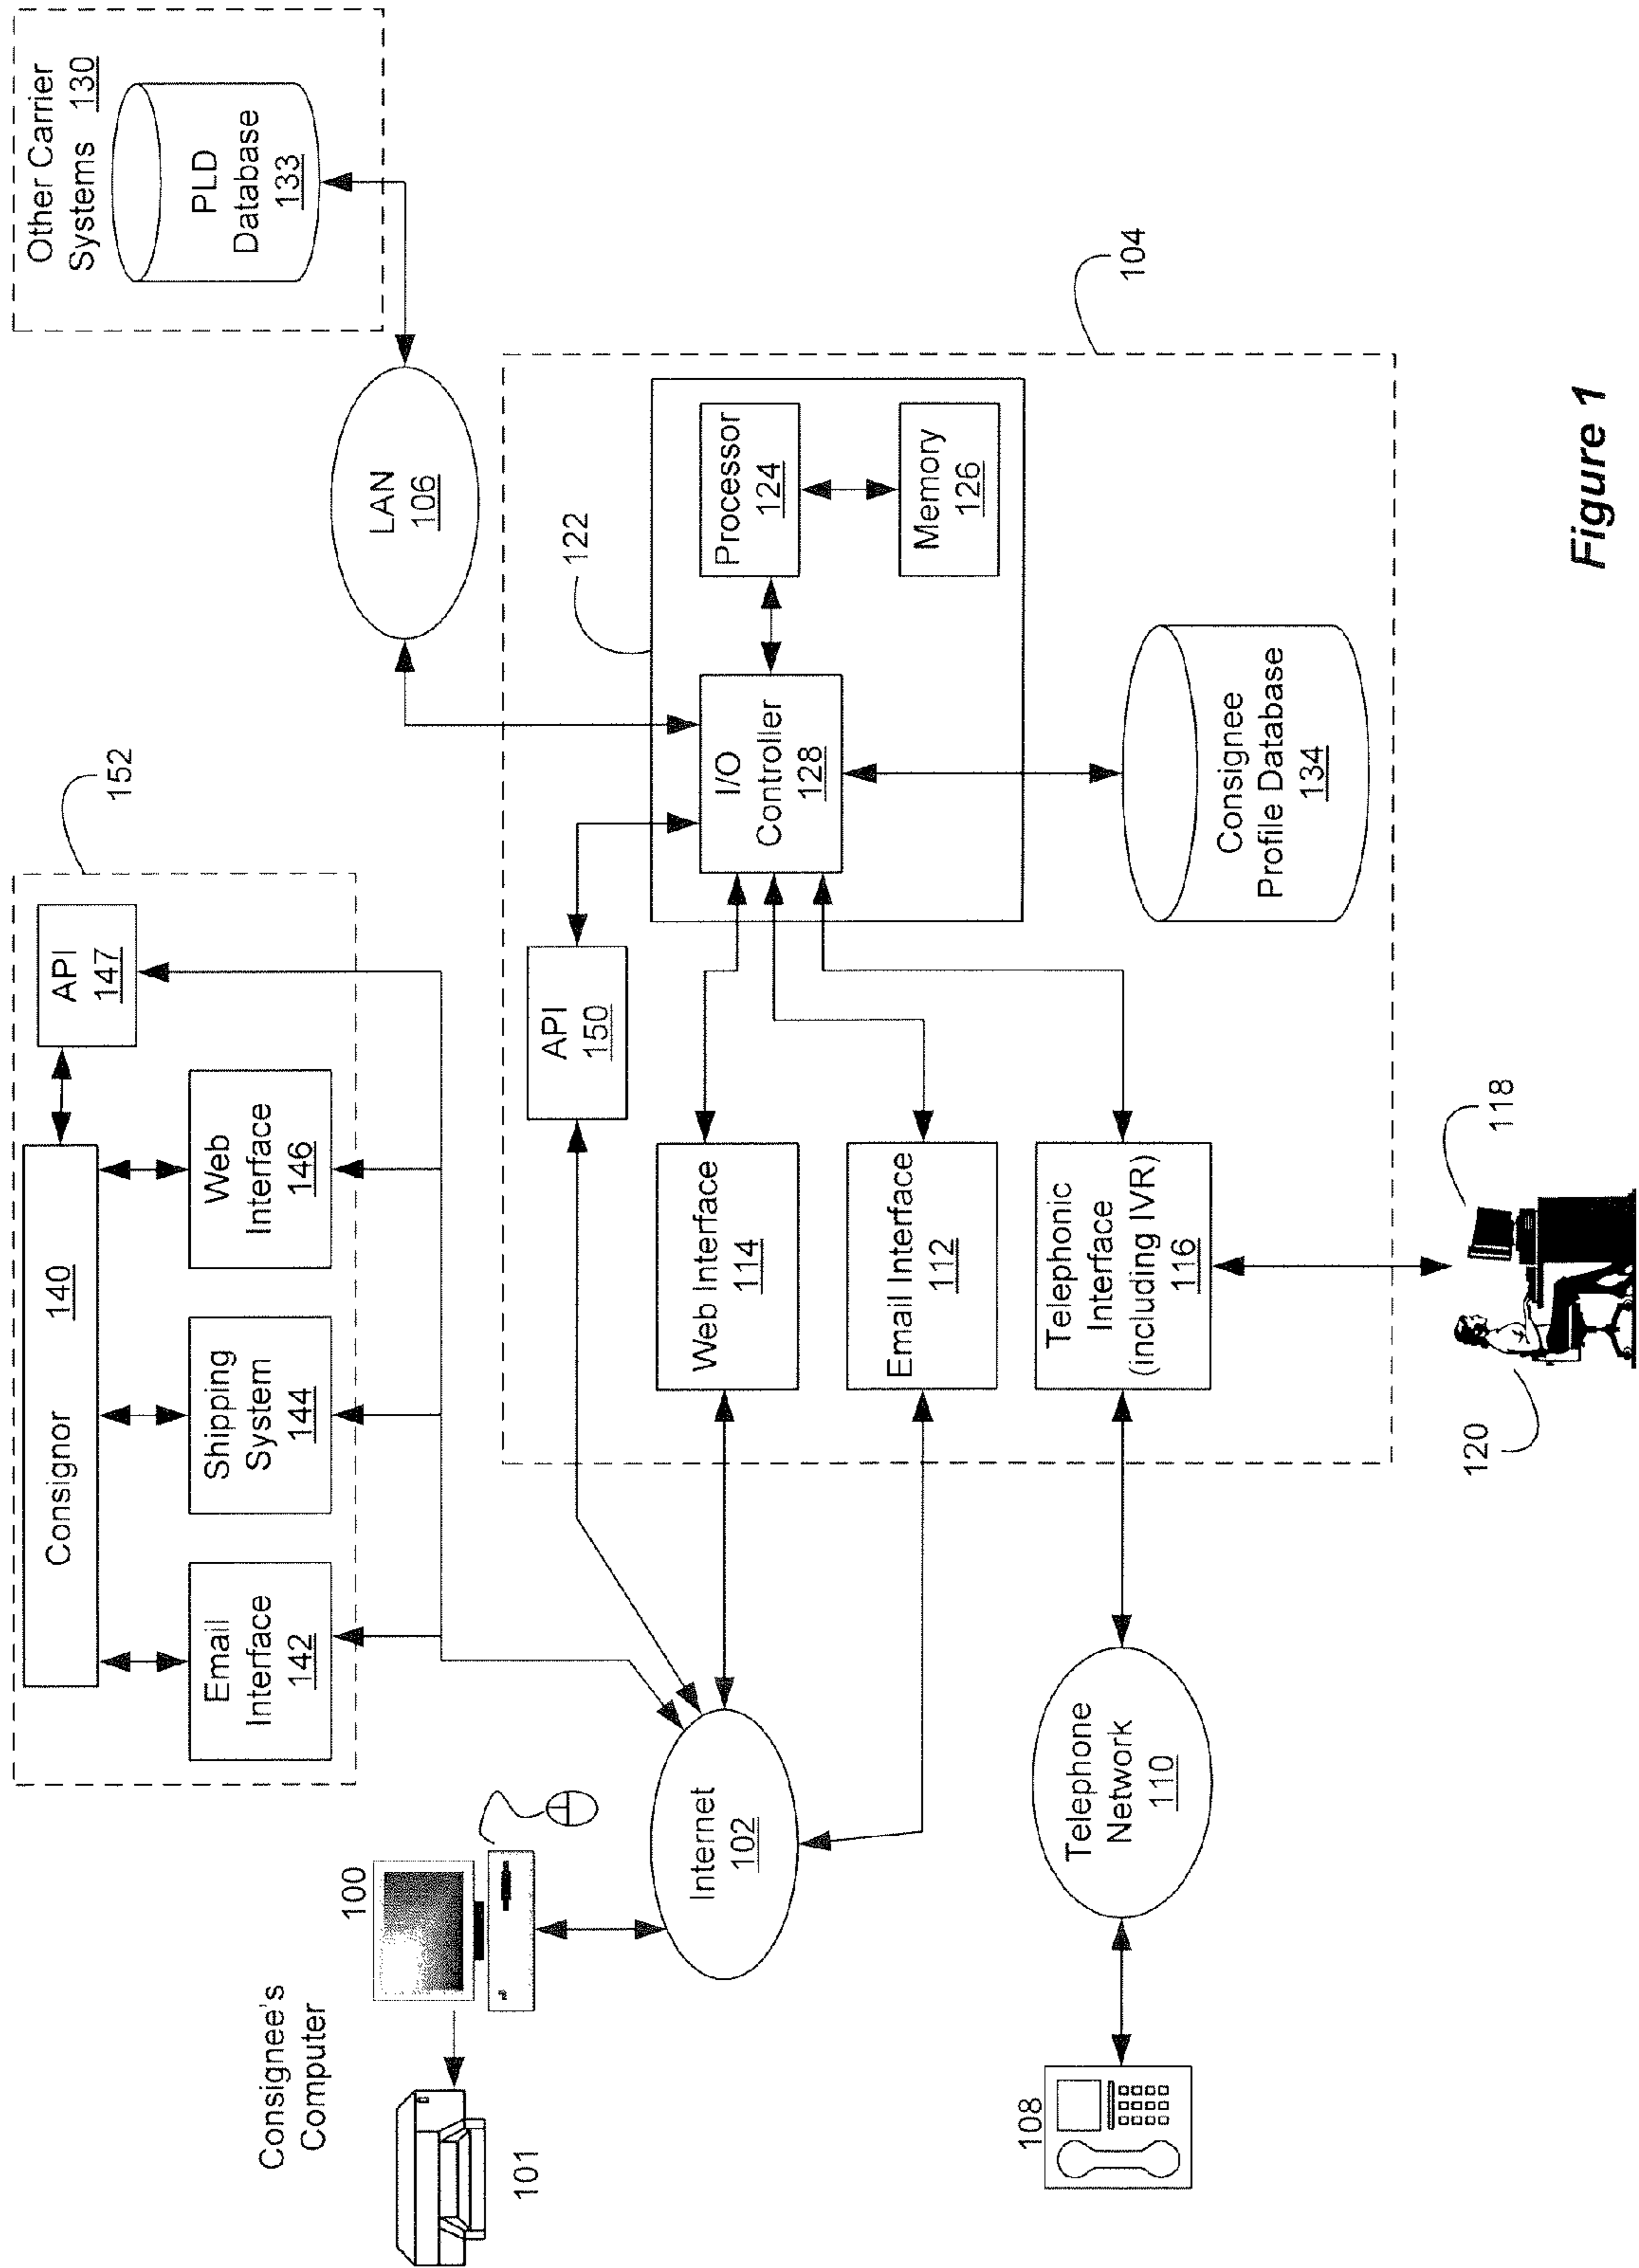 Other Carrier
Systems 130
PLD
Database
133
152
Consignor 140
API
147
Email
Interface
142
Shipping
System
144
Web
Interface
146
LAN
106
Consignee's
Computer
100
101
Internet
102
104
122
API
150
Web Interface
114
Email Interface
112
Telephonic
Interface
(including IVR)
116
I/O
Controller
128
Processor
124
Memory
126
Consignee
Profile Database
134
108
Telephone
Network
110
120
118
Figure 1